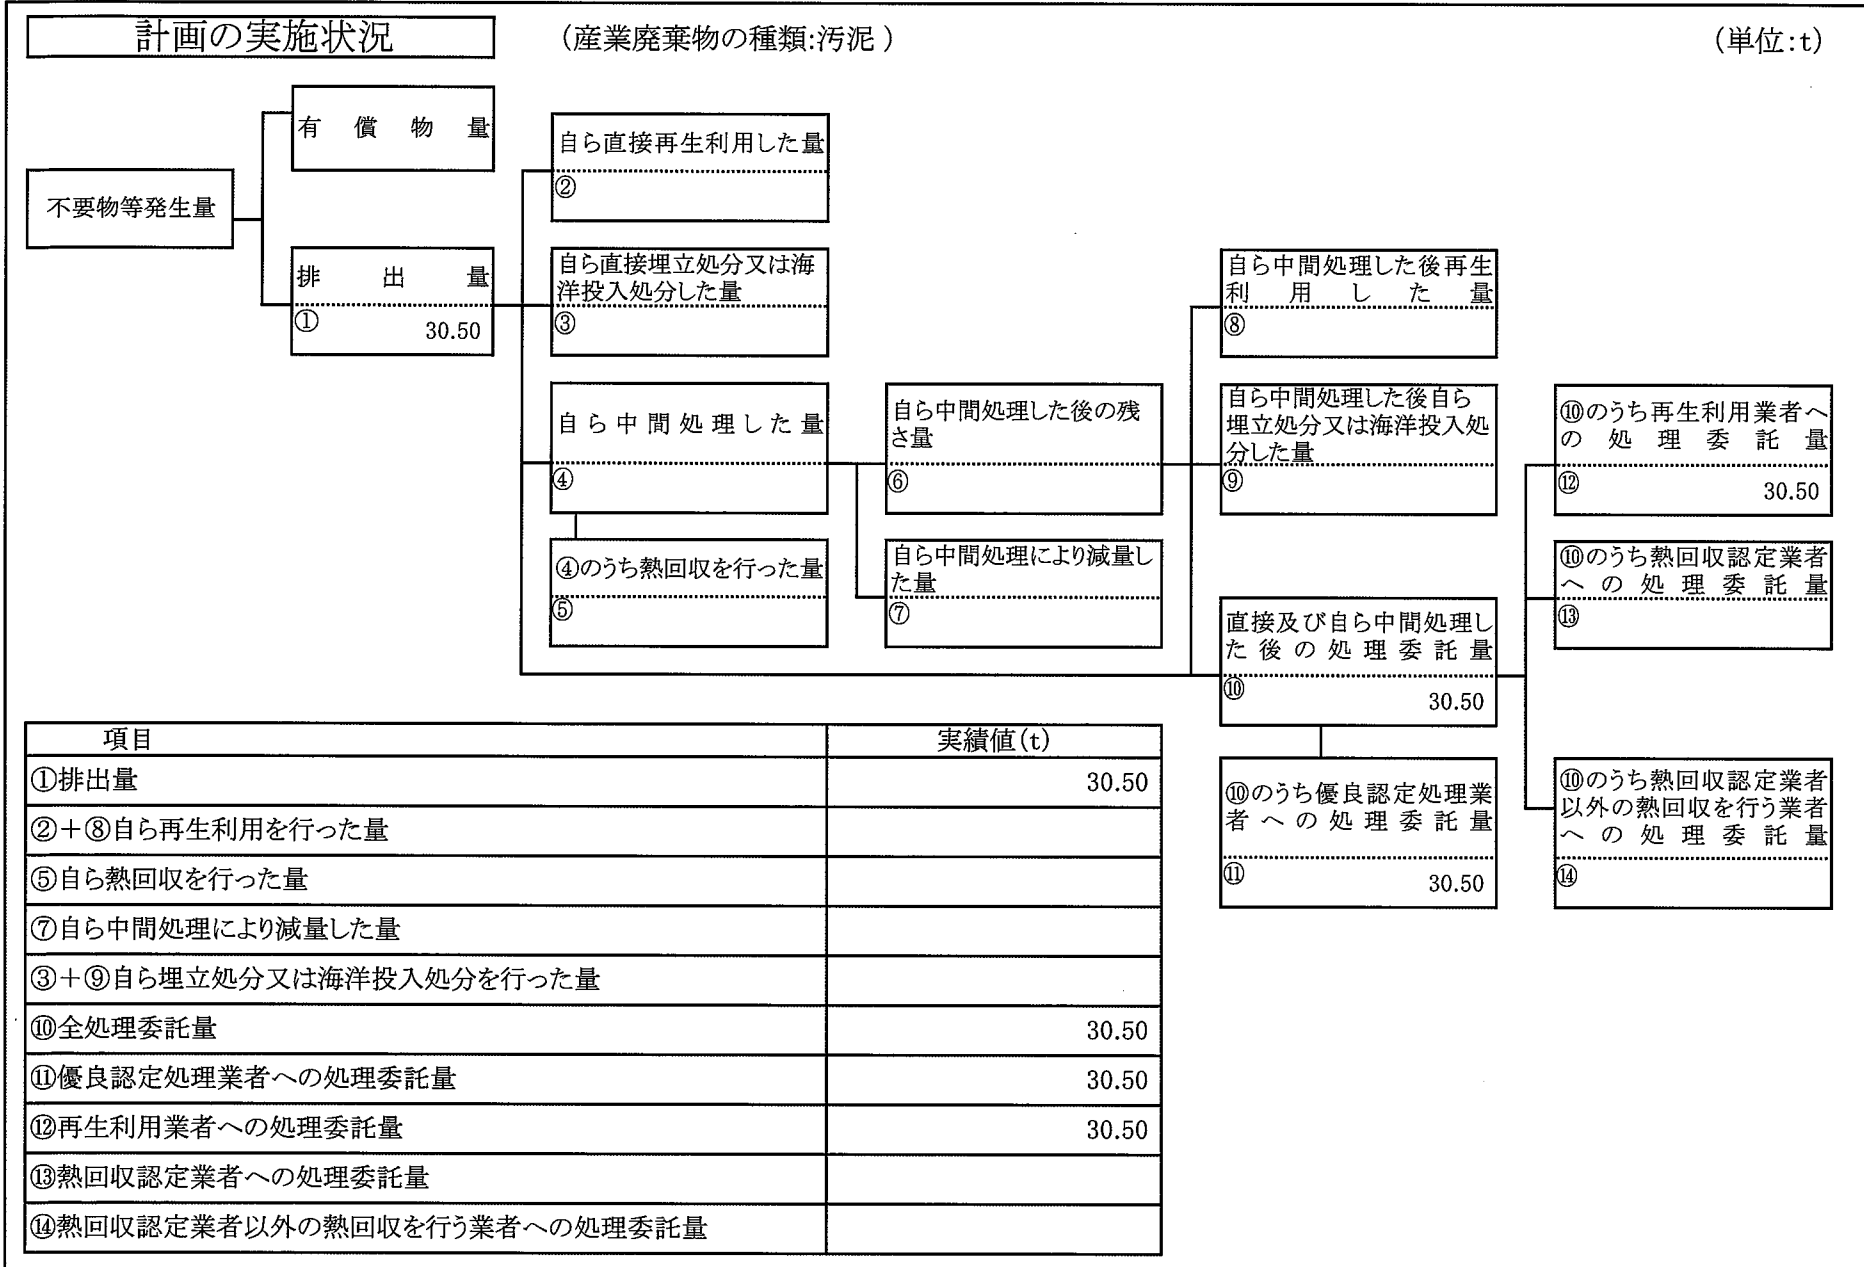 計画の実施状況
（産業廃棄物の種類:汚泥）
（単位:t）
不要物等発生量
有償物量
排出量
①
30.50
自ら直接再生利用した量
②
自ら直接埋立処分又は海
洋投入処分した量
③
自ら中間処理した量
④
④のうち熱回収を行った量
⑤
自ら中間処理した後の残
さ量
⑥
自ら中間処理により減量し
た量
⑦
自ら中間処理した後再生
利用した量
⑧
自ら中間処理した後自ら
埋立処分又は海洋投入処
分した量
⑨
直接及び自ら中間処理し
た後の処理委託量
⑩
30.50
⑩のうち優良認定処理業
者への処理委託量
⑪
30.50
⑩のうち再生利用業者へ
の処理委託量
⑫
30.50
⑩のうち熱回収認定業者
への処理委託量
⑬
⑩のうち熱回収認定業者
以外の熱回収を行う業者
への処理委託量
⑭
項目 実績値(t)
①排出量 30.50
②＋⑧自ら再生利用を行った量
⑤自ら熱回収を行った量
⑦自ら中間処理により減量した量
③＋⑨自ら埋立処分又は海洋投入処分を行った量
⑩全処理委託量 30.50
⑪優良認定処理業者への処理委託量 30.50
⑫再生利用業者への処理委託量 30.50
⑬熱回収認定業者への処理委託量
⑭熱回収認定業者以外の熱回収を行う業者への処理委託量